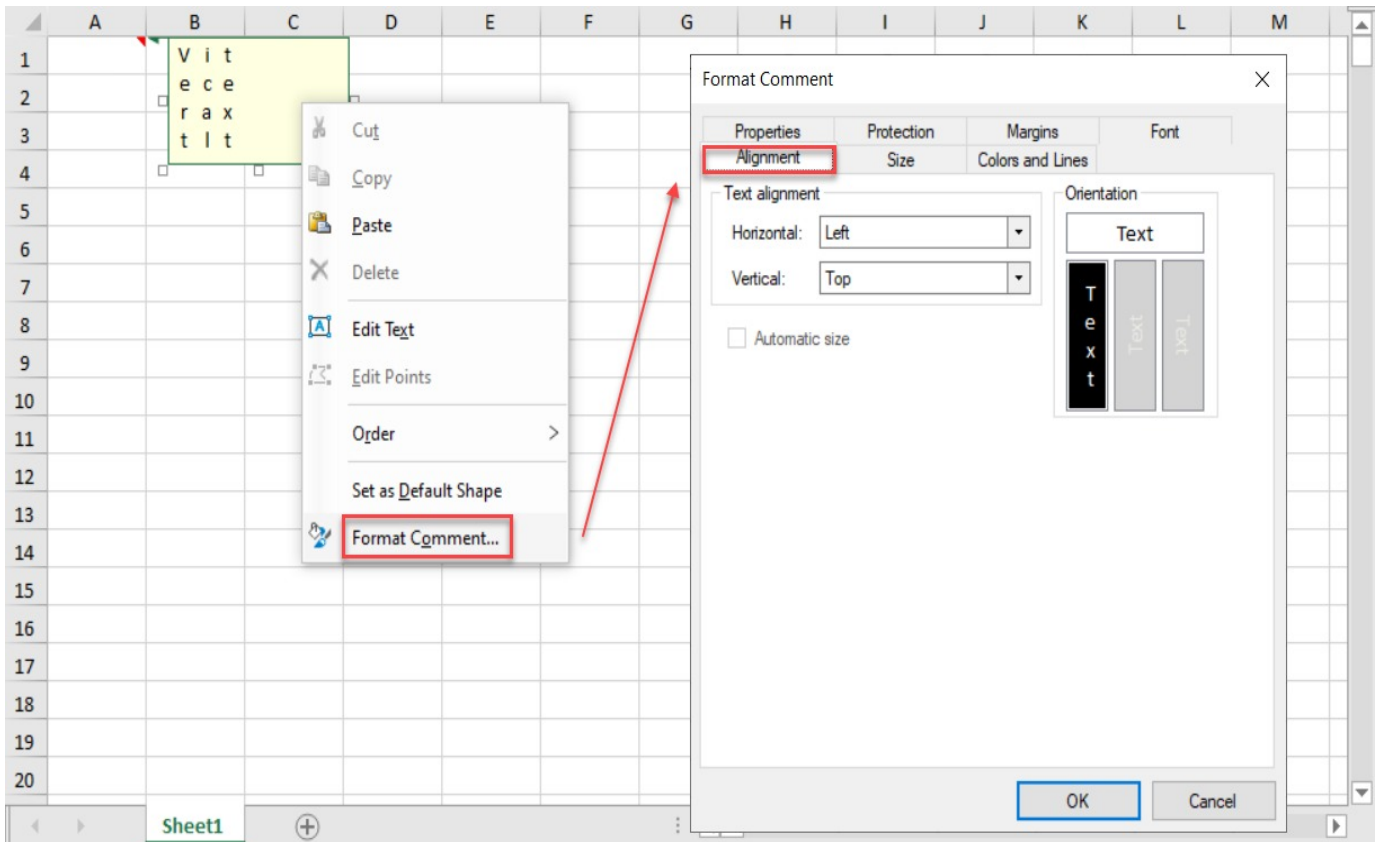 A B C D E F G H I J K L M
1
2
3
4
5
6
7
8
9
10
11
12
13
14
15
16
17
18
19
20
V i t
e c e
r a x
t l t
Cut
Copy
Paste
Delete
Edit Text
Edit Points
Order
Set as Default Shape
Format Comment...
Format Comment
Properties Protection Margins Font
Alignment Size Colors and Lines
Text alignment
Horizontal: Left
Vertical: Top
Automatic size
Orientation
Text
Text
Text
Text
OK Cancel
Sheet1